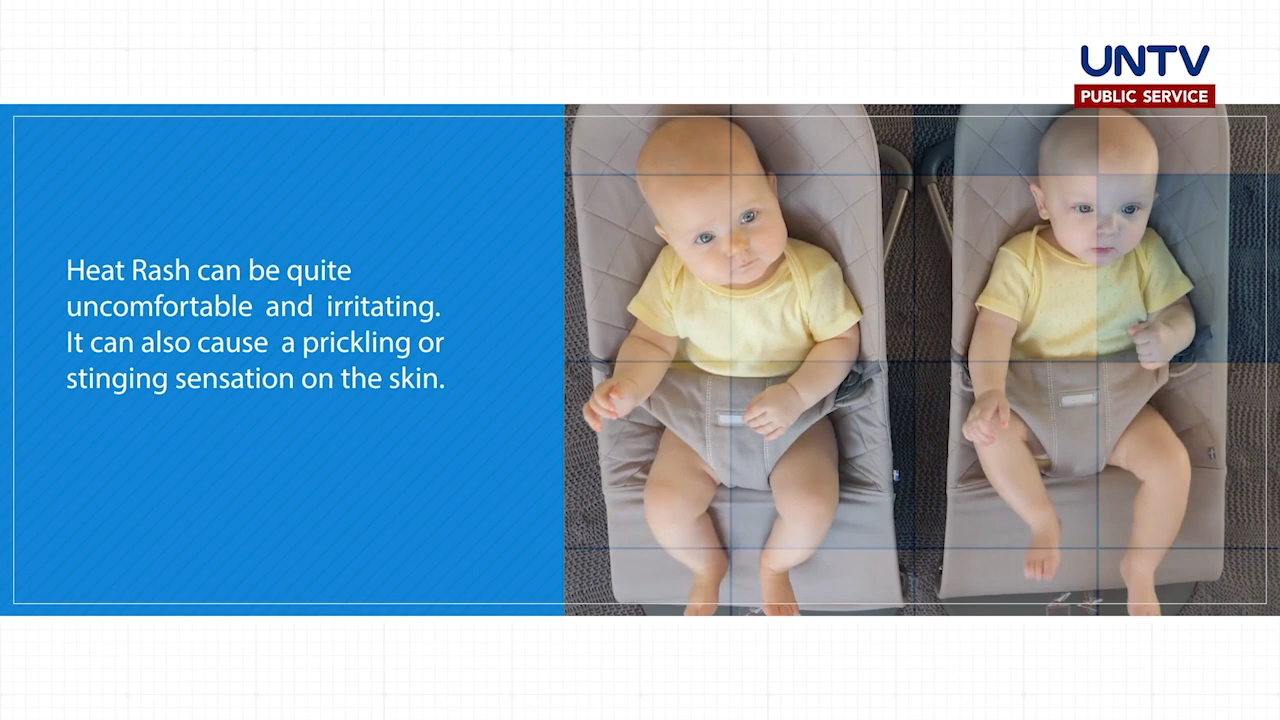 UNTV
PUBLIC SERVICE
Heat Rash can be quite
uncomfortable and irritating.
It can also cause a prickling or
stinging sensation on the skin.